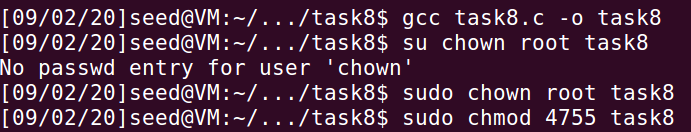 [09/02/20]seed@VM:~/.../task8$ gcc task8.c -o task8
[09/02/20]seed@VM:~/.../task8$ su chown root task8
No passwd entry for user 'chown'
[09/02/20]seed@VM:~/.../task8$ sudo chown root task8
[09/02/20]seed@VM:~/.../task8$ sudo chmod 4755 task8